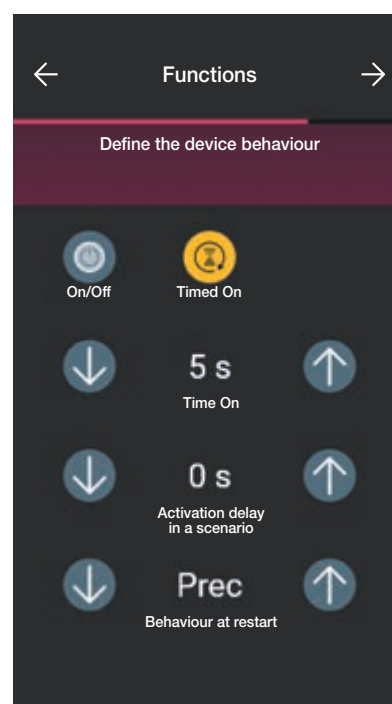 Functions
Define the device behaviour
On/Off
Timed On
5 s
Time On
0 s
Activation delay
in a scenario
Prec
Behaviour at restart